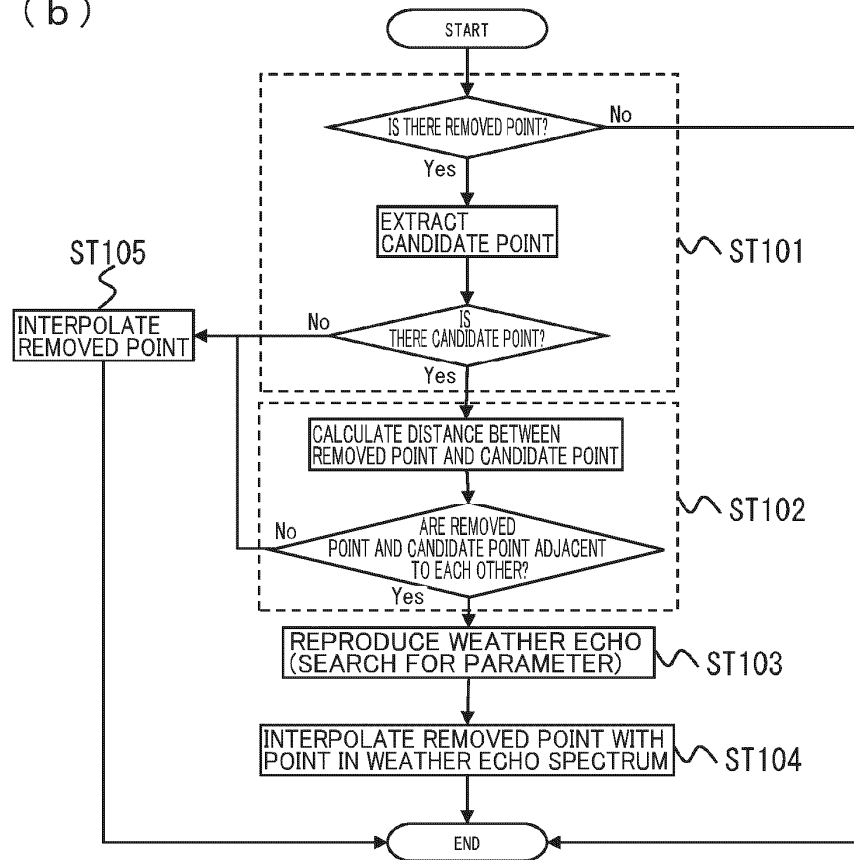 (b)
START
IS THERE REMOVED POINT?
No
Yes
EXTRACT
CANDIDATE POINT
ST101
ST105
INTERPOLATE
REMOVED POINT
No
IS
THERE CANDIDATE POINT?
Yes
CALCULATE DISTANCE BETWEEN
REMOVED POINT AND CANDIDATE POINT
ST102
No
ARE REMOVED
POINT AND CANDIDATE POINT ADJACENT
TO EACH OTHER?
Yes
REPRODUCE WEATHER ECHO
(SEARCH FOR PARAMETER)
ST103
INTERPOLATE REMOVED POINT WITH
POINT IN WEATHER ECHO SPECTRUM
ST104
END